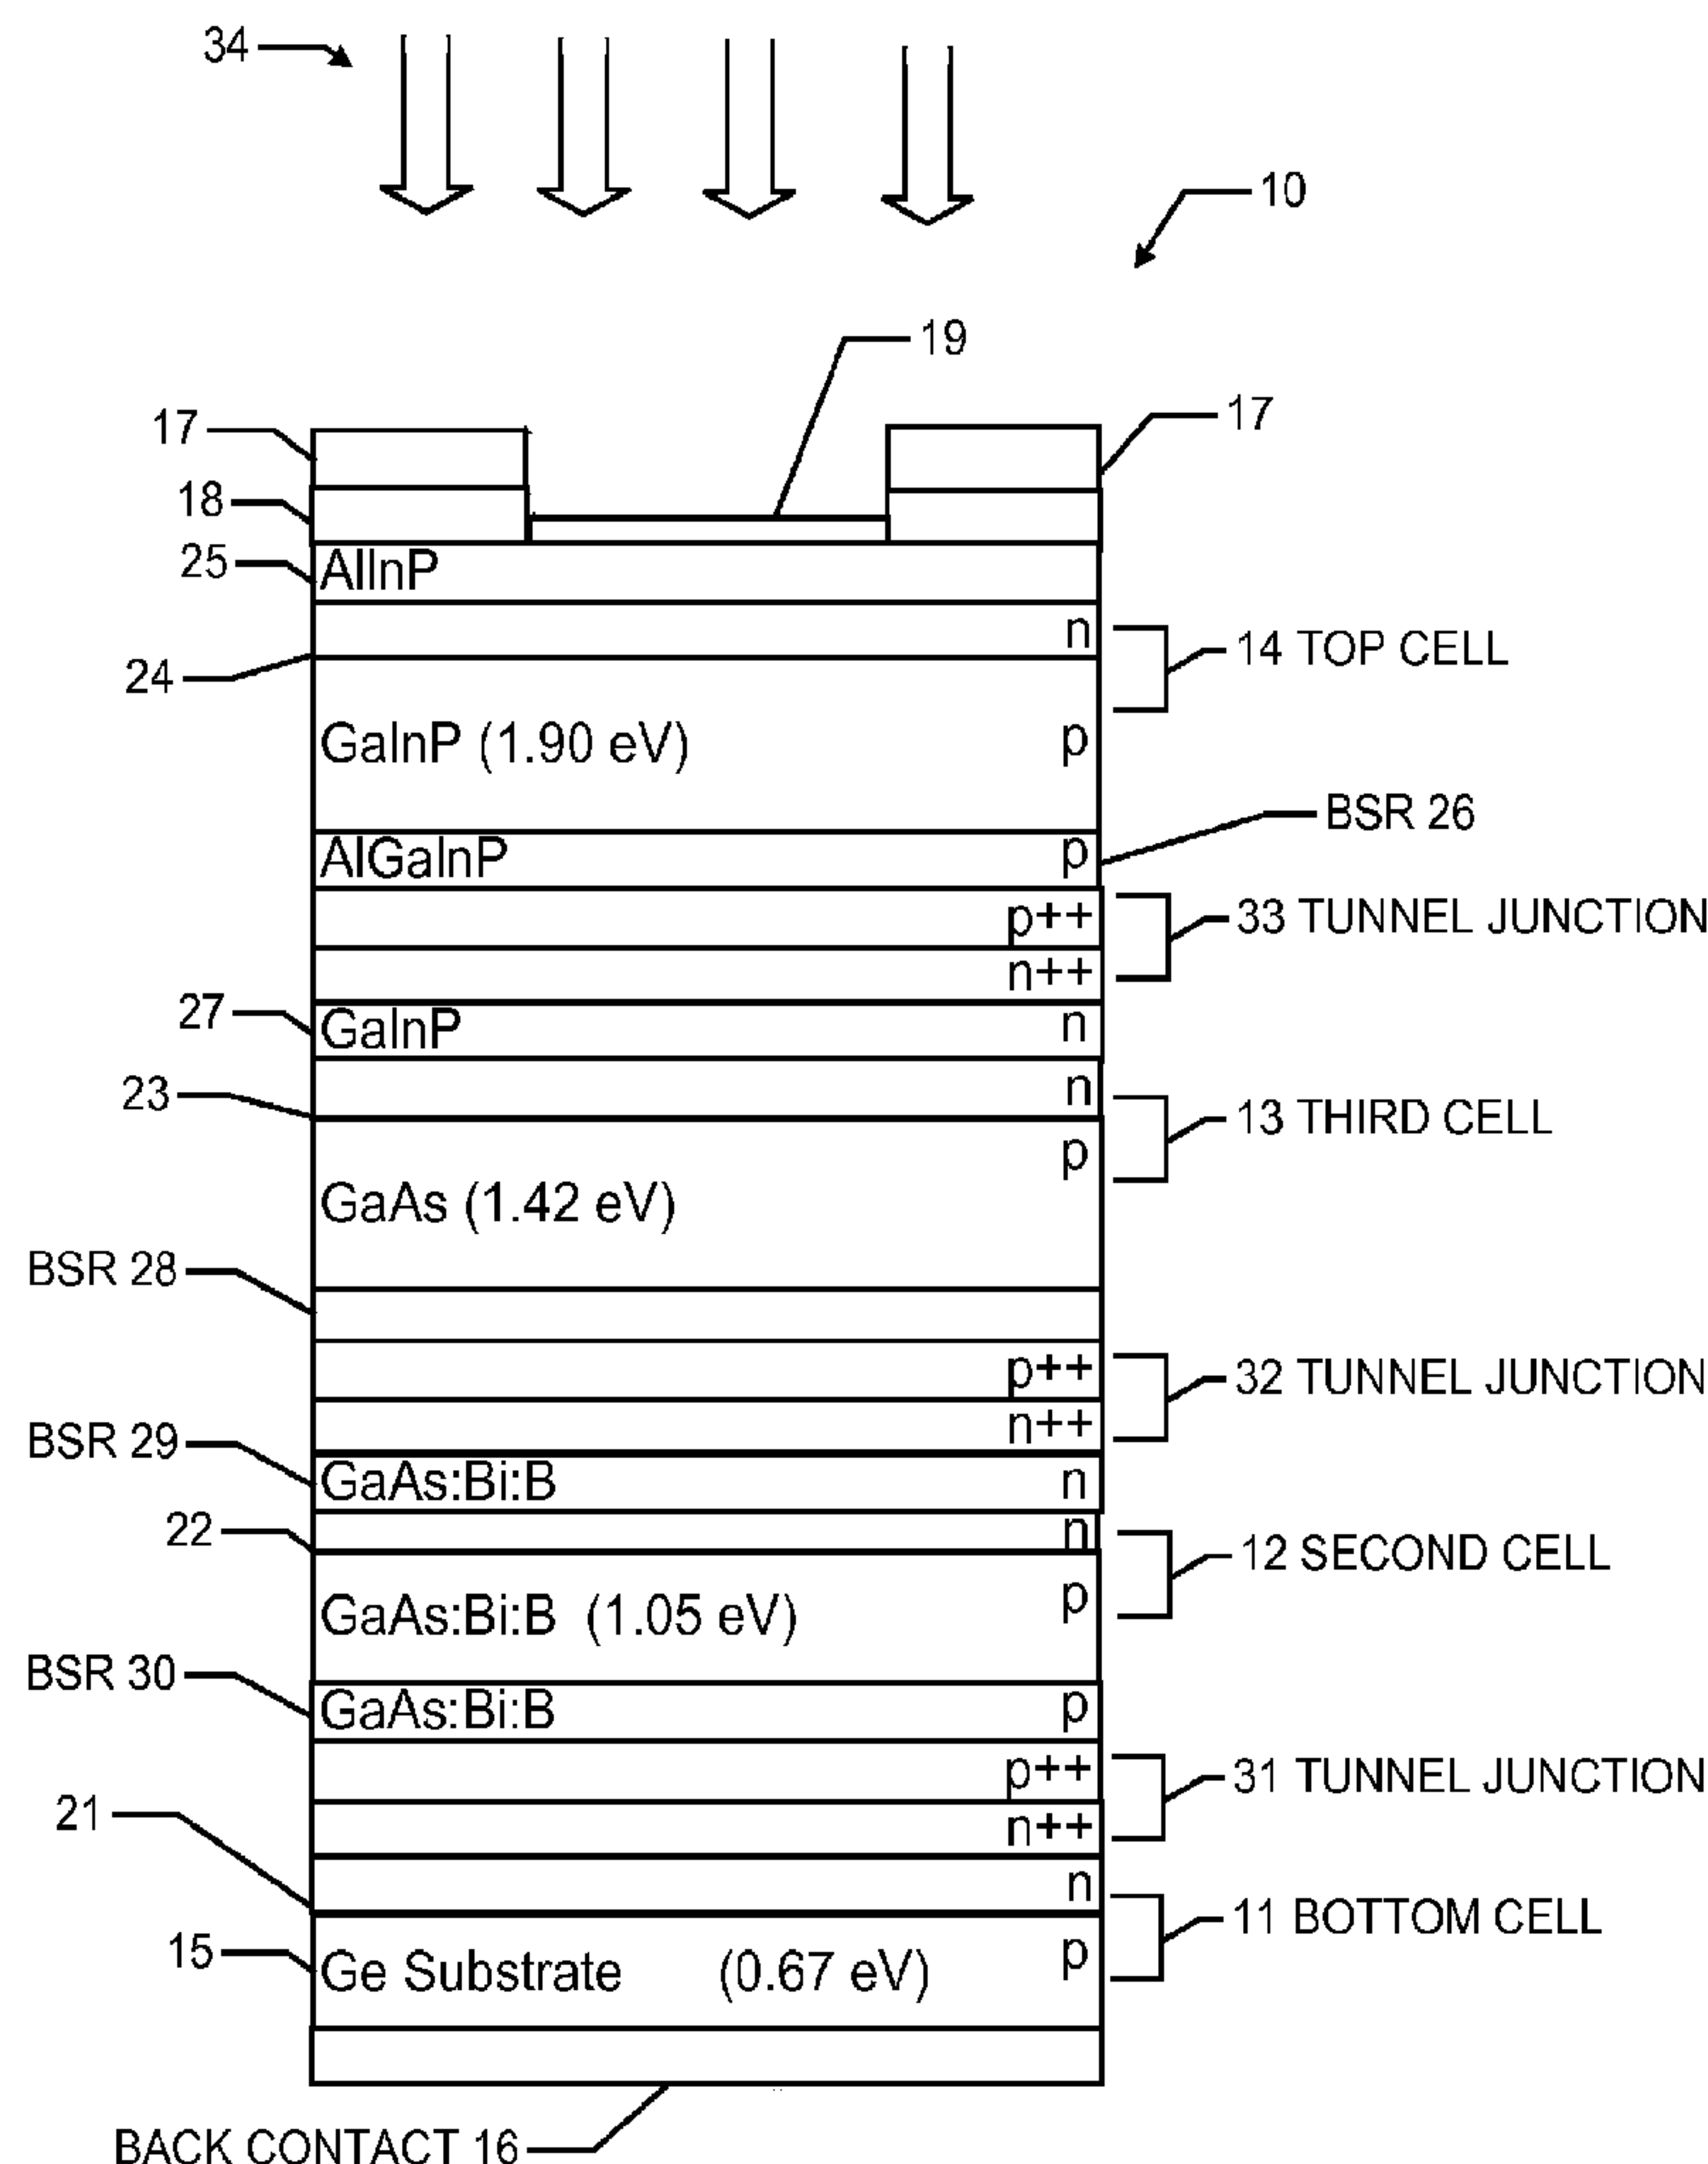 34
10
19
17
17
18
25
AlInP
n
14 TOP CELL
24
GaInP (1.90 eV)
p
BSR 26
AlGaInP
p
p++
33 TUNNEL JUNCTION
n++
27
GaInP
n
23
n
13 THIRD CELL
p
GaAs (1.42 eV)
BSR 28
p++
32 TUNNEL JUNCTION
n++
BSR 29
GaAs:Bi:B
n
22
n
12 SECOND CELL
GaAs:Bi:B (1.05 eV)
p
BSR 30
GaAs:Bi:B
p
p++
31 TUNNEL JUNCTION
21
n++
n
11 BOTTOM CELL
15
Ge Substrate (0.67 eV)
p
BACK CONTACT 16